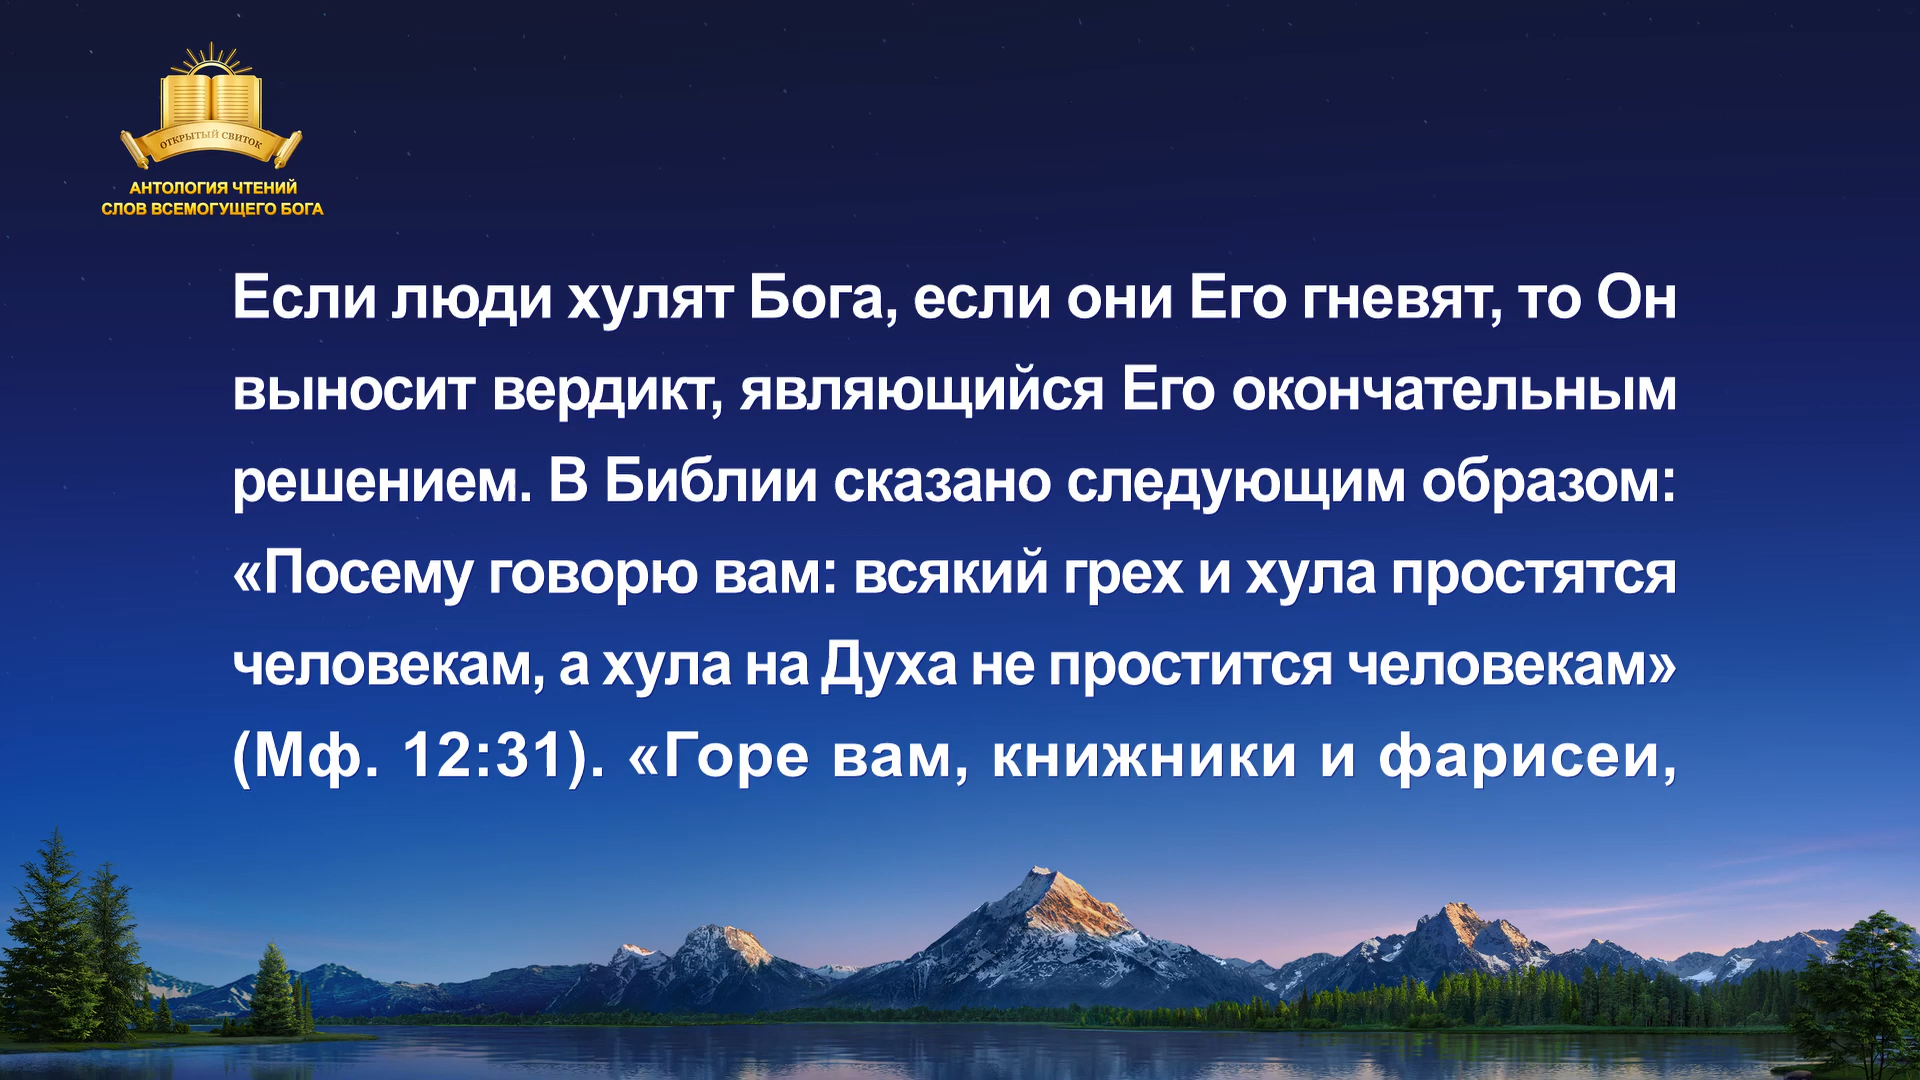 ОТКРЫТЫЙ СВИТОК
АНТОЛОГИЯ ЧТЕНИЙ
СЛОВ ВСЕМОГУЩЕГО БОГА
Если люди хулят Бога, если они Его гневят, то Он
выносит вердикт, являющийся Его окончательным
решением. В Библии сказано следующим образом:
«Посему говорю вам: всякий грех и хула простятся
человекам, а хула на Духа не простится человекам»
(Мф. 12:31). «Горе вам, книжники и фарисеи,